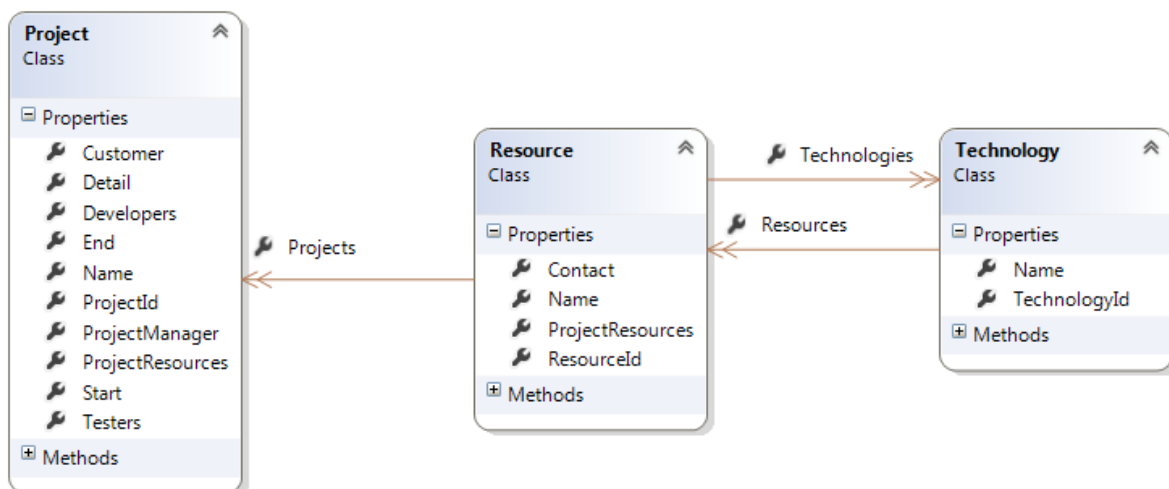 Project
Class
Properties
Customer
Detail
Developers
End
Name
ProjectId
ProjectManager
ProjectResources
Start
Testers
Methods
Projects
Resource
Class
Properties
Contact
Name
ProjectResources
ResourceId
Methods
Technologies
Resources
Technology
Class
Properties
Name
TechnologyId
Methods